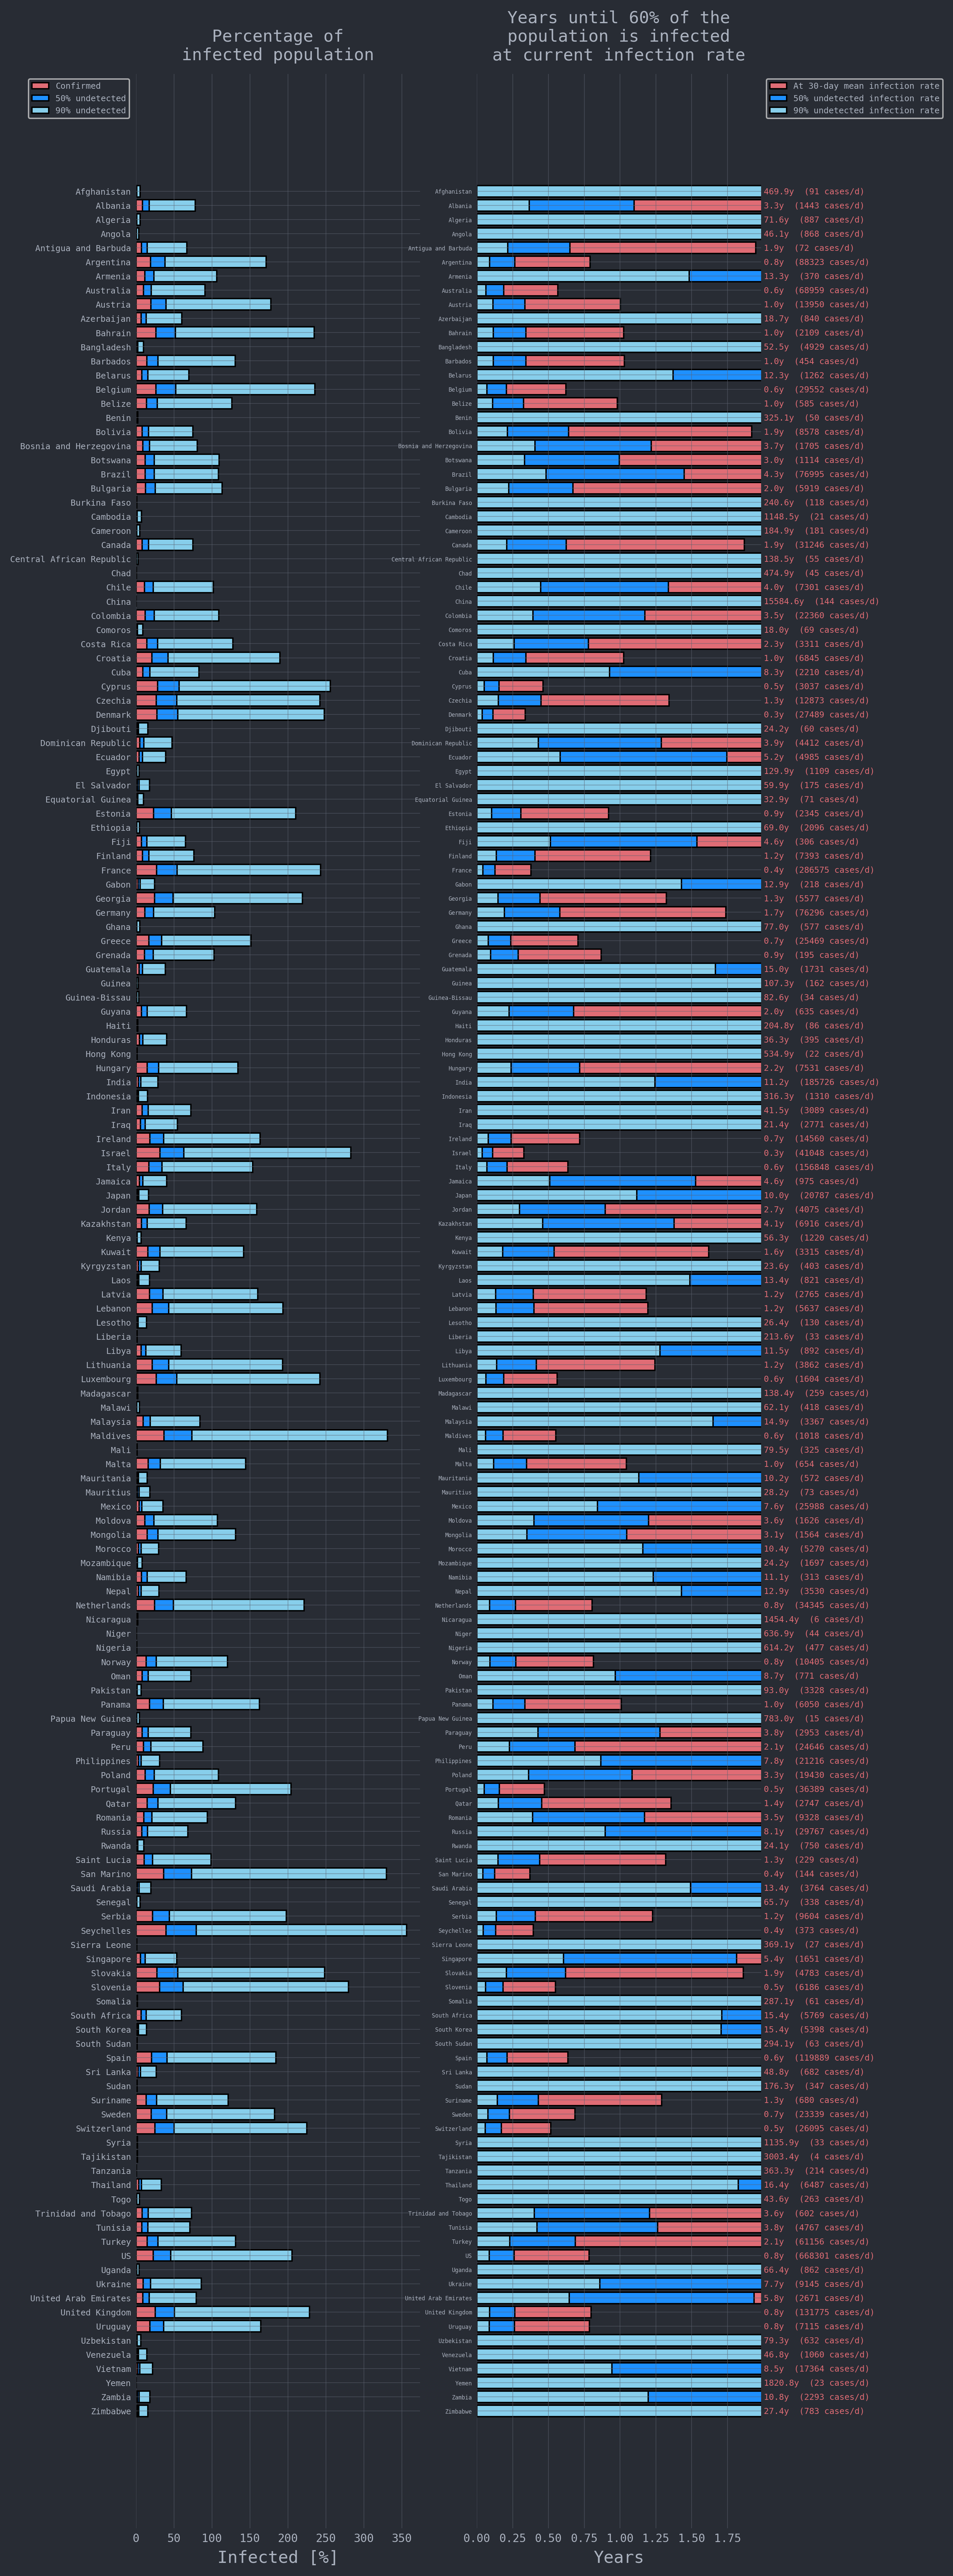 Percentage of
infected population
Years until 60% of the
population is infected
at current infection rate
Confirmed
50% undetected
90% undetected
At 30-day mean infection rate
50% undetected infection rate
90% undetected infection rate
Afghanistan Afghanistan 469.9y (91 cases/d)
Albania Albania 3.3y (1443 cases/d)
Algeria Algeria 71.6y (887 cases/d)
Angola Angola 46.1y (868 cases/d)
Antigua and Barbuda Antigua and Barbuda 1.9y (72 cases/d)
Argentina Argentina 0.8y (88323 cases/d)
Armenia Armenia 13.3y (370 cases/d)
Australia Australia 0.6y (68959 cases/d)
Austria Austria 1.0y (13950 cases/d)
Azerbaijan Azerbaijan 18.7y (840 cases/d)
Bahrain Bahrain 1.0y (2109 cases/d)
Bangladesh Bangladesh 52.5y (4929 cases/d)
Barbados Barbados 1.0y (454 cases/d)
Belarus Belarus 12.3y (1262 cases/d)
Belgium Belgium 0.6y (29552 cases/d)
Belize Belize 1.0y (585 cases/d)
Benin Benin 325.1y (50 cases/d)
Bolivia Bolivia 1.9y (8578 cases/d)
Bosnia and Herzegovina Bosnia and Herzegovina 3.7y (1705 cases/d)
Botswana Botswana 3.0y (1114 cases/d)
Brazil Brazil 4.3y (76995 cases/d)
Bulgaria Bulgaria 2.0y (5919 cases/d)
Burkina Faso Burkina Faso 240.6y (118 cases/d)
Cambodia Cambodia 1148.5y (21 cases/d)
Cameroon Cameroon 184.9y (181 cases/d)
Canada Canada 1.9y (31246 cases/d)
Central African Republic Central African Republic 138.5y (55 cases/d)
Chad Chad 474.9y (45 cases/d)
Chile Chile 4.0y (7301 cases/d)
China China 15584.6y (144 cases/d)
Colombia Colombia 3.5y (22360 cases/d)
Comoros Comoros 18.0y (69 cases/d)
Costa Rica Costa Rica 2.3y (3311 cases/d)
Croatia Croatia 1.0y (6845 cases/d)
Cuba Cuba 8.3y (2210 cases/d)
Cyprus Cyprus 0.5y (3037 cases/d)
Czechia Czechia 1.3y (12873 cases/d)
Denmark Denmark 0.3y (27489 cases/d)
Djibouti Djibouti 24.2y (60 cases/d)
Dominican Republic Dominican Republic 3.9y (4412 cases/d)
Ecuador Ecuador 5.2y (4985 cases/d)
Egypt Egypt 129.9y (1109 cases/d)
El Salvador El Salvador 59.9y (175 cases/d)
Equatorial Guinea Equatorial Guinea 32.9y (71 cases/d)
Estonia Estonia 0.9y (2345 cases/d)
Ethiopia Ethiopia 69.0y (2096 cases/d)
Fiji Fiji 4.6y (306 cases/d)
Finland Finland 1.2y (7393 cases/d)
France France 0.4y (286575 cases/d)
Gabon Gabon 12.9y (218 cases/d)
Georgia Georgia 1.3y (5577 cases/d)
Germany Germany 1.7y (76296 cases/d)
Ghana Ghana 77.0y (577 cases/d)
Greece Greece 0.7y (25469 cases/d)
Grenada Grenada 0.9y (195 cases/d)
Guatemala Guatemala 15.0y (1731 cases/d)
Guinea Guinea 107.3y (162 cases/d)
Guinea-Bissau Guinea-Bissau 82.6y (34 cases/d)
Guyana Guyana 2.0y (635 cases/d)
Haiti Haiti 204.8y (86 cases/d)
Honduras Honduras 36.3y (395 cases/d)
Hong Kong Hong Kong 534.9y (22 cases/d)
Hungary Hungary 2.2y (7531 cases/d)
India India 11.2y (185726 cases/d)
Indonesia Indonesia 316.3y (1310 cases/d)
Iran Iran 41.5y (3089 cases/d)
Iraq Iraq 21.4y (2771 cases/d)
Ireland Ireland 0.7y (14560 cases/d)
Israel Israel 0.3y (41048 cases/d)
Italy Italy 0.6y (156848 cases/d)
Jamaica Jamaica 4.6y (975 cases/d)
Japan Japan 10.0y (20787 cases/d)
Jordan Jordan 2.7y (4075 cases/d)
Kazakhstan Kazakhstan 4.1y (6916 cases/d)
Kenya Kenya 56.3y (1220 cases/d)
Kuwait Kuwait 1.6y (3315 cases/d)
Kyrgyzstan Kyrgyzstan 23.6y (403 cases/d)
Laos Laos 13.4y (821 cases/d)
Latvia Latvia 1.2y (2765 cases/d)
Lebanon Lebanon 1.2y (5637 cases/d)
Lesotho Lesotho 26.4y (130 cases/d)
Liberia Liberia 213.6y (33 cases/d)
Libya Libya 11.5y (892 cases/d)
Lithuania Lithuania 1.2y (3862 cases/d)
Luxembourg Luxembourg 0.6y (1604 cases/d)
Madagascar Madagascar 138.4y (259 cases/d)
Malawi Malawi 62.1y (418 cases/d)
Malaysia Malaysia 14.9y (3367 cases/d)
Maldives Maldives 0.6y (1018 cases/d)
Mali Mali 79.5y (325 cases/d)
Malta Malta 1.0y (654 cases/d)
Mauritania Mauritania 10.2y (572 cases/d)
Mauritius Mauritius 28.2y (73 cases/d)
Mexico Mexico 7.6y (25988 cases/d)
Moldova Moldova 3.6y (1626 cases/d)
Mongolia Mongolia 3.1y (1564 cases/d)
Morocco Morocco 10.4y (5270 cases/d)
Mozambique Mozambique 24.2y (1697 cases/d)
Namibia Namibia 11.1y (313 cases/d)
Nepal Nepal 12.9y (3530 cases/d)
Netherlands Netherlands 0.8y (34345 cases/d)
Nicaragua Nicaragua 1454.4y (6 cases/d)
Niger Niger 636.9y (44 cases/d)
Nigeria Nigeria 614.2y (477 cases/d)
Norway Norway 0.8y (10405 cases/d)
Oman Oman 8.7y (771 cases/d)
Pakistan Pakistan 93.0y (3328 cases/d)
Panama Panama 1.0y (6050 cases/d)
Papua New Guinea Papua New Guinea 783.0y (15 cases/d)
Paraguay Paraguay 3.8y (2953 cases/d)
Peru Peru 2.1y (24646 cases/d)
Philippines Philippines 7.8y (21216 cases/d)
Poland Poland 3.3y (19430 cases/d)
Portugal Portugal 0.5y (36389 cases/d)
Qatar Qatar 1.4y (2747 cases/d)
Romania Romania 3.5y (9328 cases/d)
Russia Russia 8.1y (29767 cases/d)
Rwanda Rwanda 24.1y (750 cases/d)
Saint Lucia Saint Lucia 1.3y (229 cases/d)
San Marino San Marino 0.4y (144 cases/d)
Saudi Arabia Saudi Arabia 13.4y (3764 cases/d)
Senegal Senegal 65.7y (338 cases/d)
Serbia Serbia 1.2y (9604 cases/d)
Seychelles Seychelles 0.4y (373 cases/d)
Sierra Leone Sierra Leone 369.1y (27 cases/d)
Singapore Singapore 5.4y (1651 cases/d)
Slovakia Slovakia 1.9y (4783 cases/d)
Slovenia Slovenia 0.5y (6186 cases/d)
Somalia Somalia 287.1y (61 cases/d)
South Africa South Africa 15.4y (5769 cases/d)
South Korea South Korea 15.4y (5398 cases/d)
South Sudan South Sudan 294.1y (63 cases/d)
Spain Spain 0.6y (119889 cases/d)
Sri Lanka Sri Lanka 48.8y (682 cases/d)
Sudan Sudan 176.3y (347 cases/d)
Suriname Suriname 1.3y (680 cases/d)
Sweden Sweden 0.7y (23339 cases/d)
Switzerland Switzerland 0.5y (26095 cases/d)
Syria Syria 1135.9y (33 cases/d)
Tajikistan Tajikistan 3003.4y (4 cases/d)
Tanzania Tanzania 363.3y (214 cases/d)
Thailand Thailand 16.4y (6487 cases/d)
Togo Togo 43.6y (263 cases/d)
Trinidad and Tobago Trinidad and Tobago 3.6y (602 cases/d)
Tunisia Tunisia 3.8y (4767 cases/d)
Turkey Turkey 2.1y (61156 cases/d)
US US 0.8y (668301 cases/d)
Uganda Uganda 66.4y (862 cases/d)
Ukraine Ukraine 7.7y (9145 cases/d)
United Arab Emirates United Arab Emirates 5.8y (2671 cases/d)
United Kingdom United Kingdom 0.8y (131775 cases/d)
Uruguay Uruguay 0.8y (7115 cases/d)
Uzbekistan Uzbekistan 79.3y (632 cases/d)
Venezuela Venezuela 46.8y (1060 cases/d)
Vietnam Vietnam 8.5y (17364 cases/d)
Yemen Yemen 1820.8y (23 cases/d)
Zambia Zambia 10.8y (2293 cases/d)
Zimbabwe Zimbabwe 27.4y (783 cases/d)
0 50 100 150 200 250 300 350
0.00 0.25 0.50 0.75 1.00 1.25 1.50 1.75
Infected [%]
Years